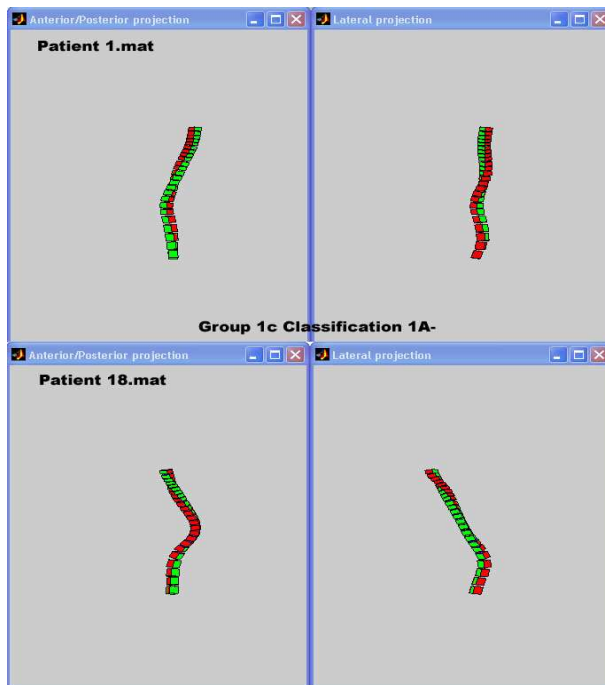 Anterior/Posterior projection
Lateral projection
Patient 1.mat
Group 1c Classification 1A-
Anterior/Posterior projection
Lateral projection
Patient 18.mat